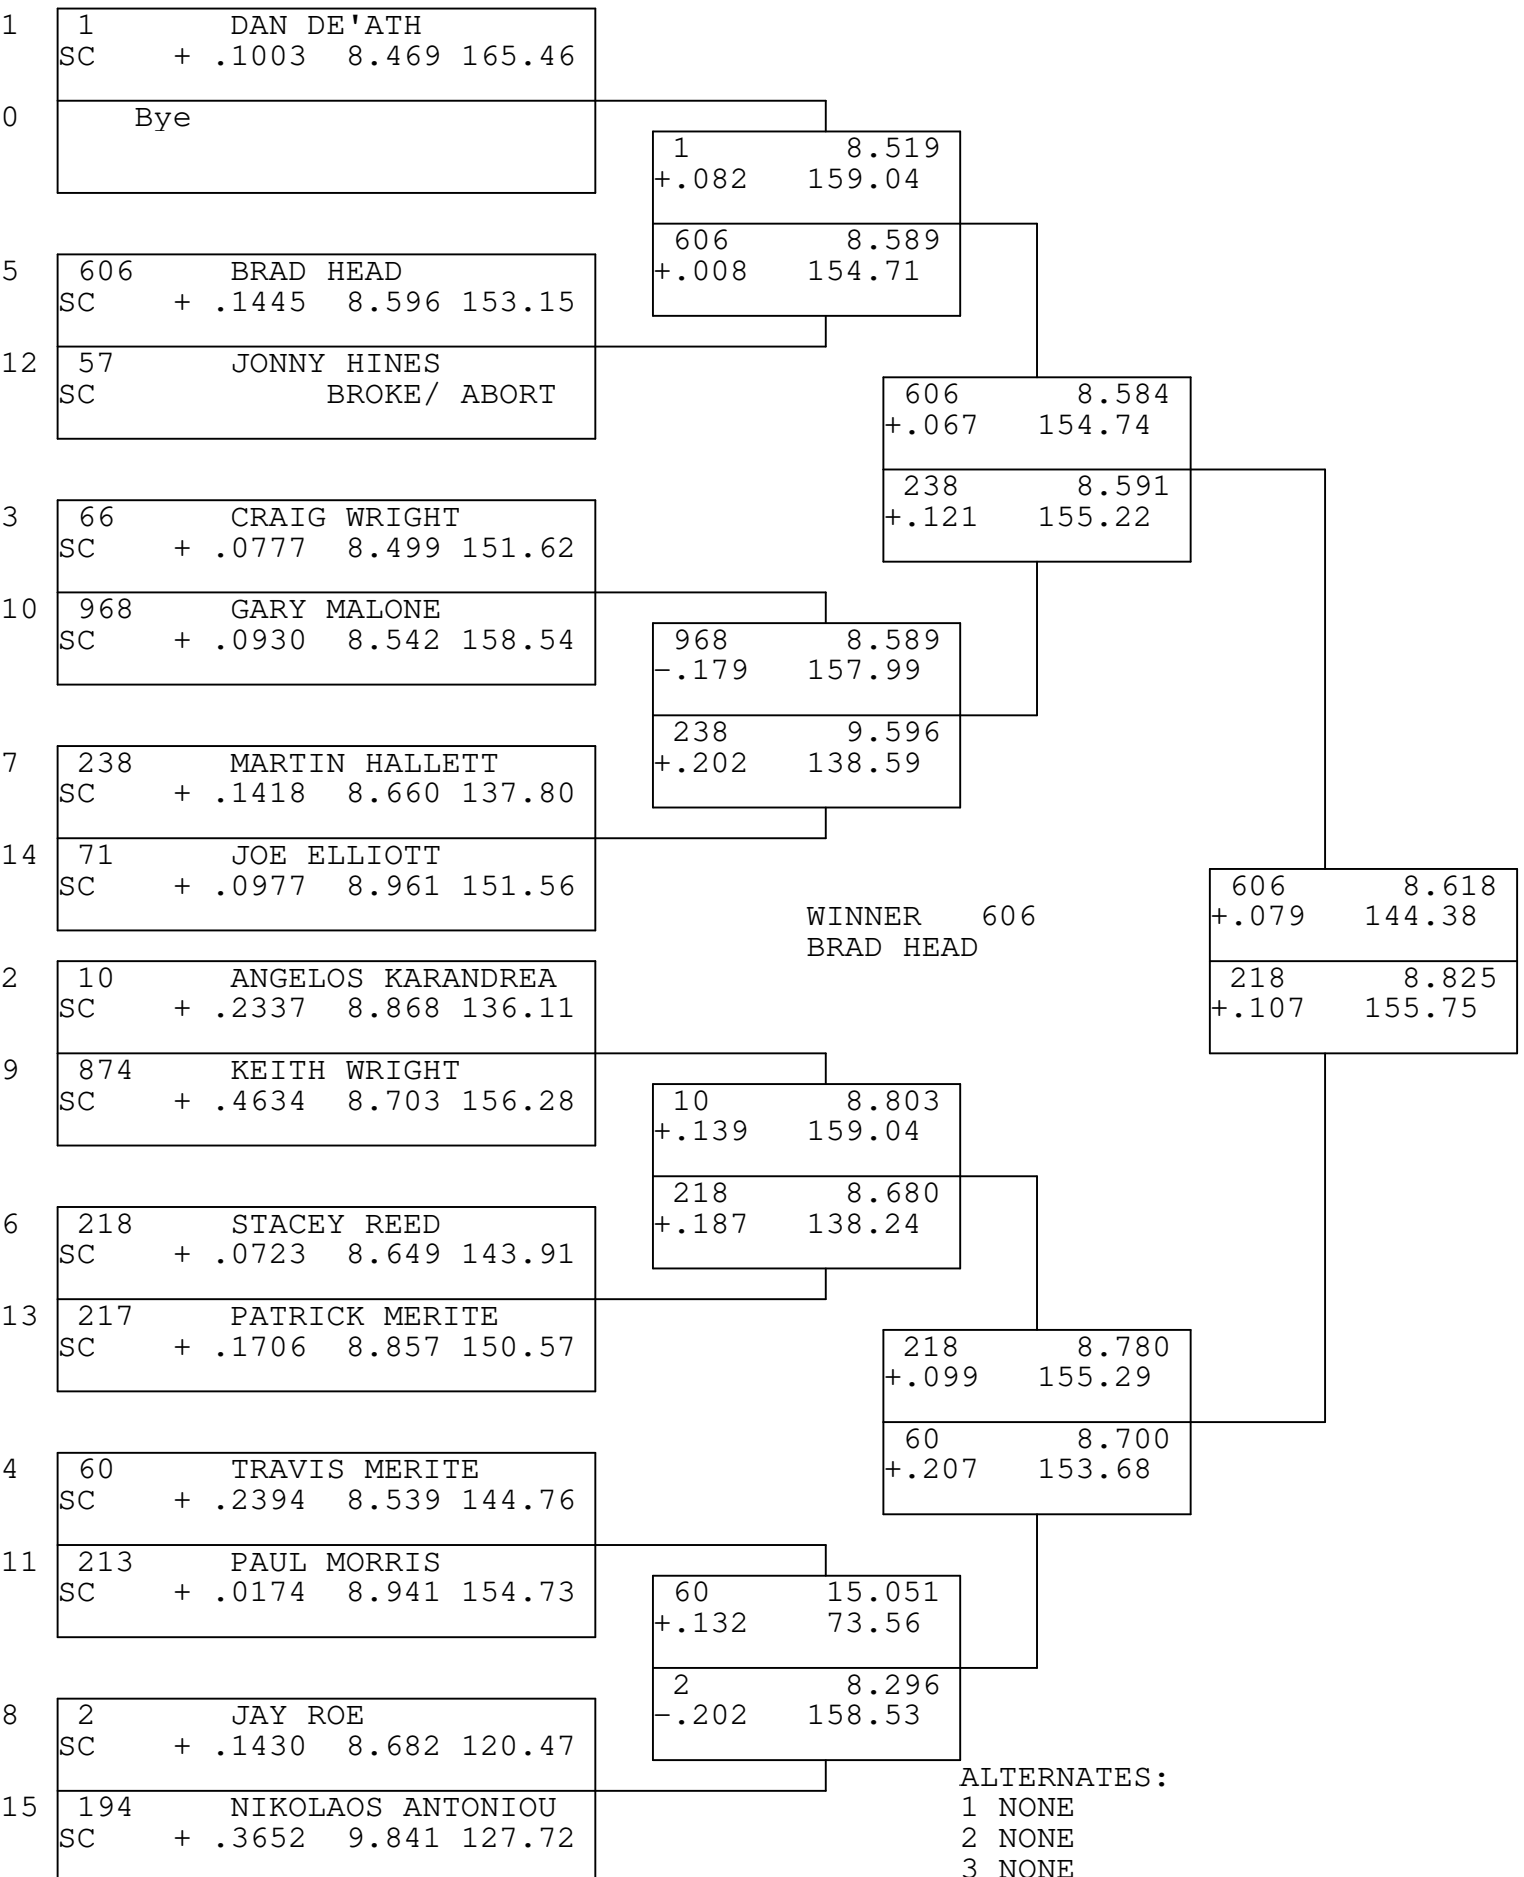 1 1 DAN DE'ATH
SC + .1003 8.469 165.46
0 Bye
1 8.519
+.082 159.04
606 8.589
+.008 154.71
5 606 BRAD HEAD
SC + .1445 8.596 153.15
12 57 JONNY HINES
SC BROKE/ ABORT
606 8.584
+.067 154.74
238 8.591
+.121 155.22
3 66 CRAIG WRIGHT
SC + .0777 8.499 151.62
10 968 GARY MALONE
SC + .0930 8.542 158.54
968 8.589
-.179 157.99
238 9.596
+.202 138.59
7 238 MARTIN HALLETT
SC + .1418 8.660 137.80
14 71 JOE ELLIOTT
SC + .0977 8.961 151.56
WINNER 606
BRAD HEAD
606 8.618
+.079 144.38
218 8.825
+.107 155.75
2 10 ANGELOS KARANDREA
SC + .2337 8.868 136.11
9 874 KEITH WRIGHT
SC + .4634 8.703 156.28
10 8.803
+.139 159.04
218 8.680
+.187 138.24
6 218 STACEY REED
SC + .0723 8.649 143.91
13 217 PATRICK MERITE
SC + .1706 8.857 150.57
218 8.780
+.099 155.29
60 8.700
+.207 153.68
4 60 TRAVIS MERITE
SC + .2394 8.539 144.76
11 213 PAUL MORRIS
SC + .0174 8.941 154.73
60 15.051
+.132 73.56
2 8.296
-.202 158.53
8 2 JAY ROE
SC + .1430 8.682 120.47
15 194 NIKOLAOS ANTONIOU
SC + .3652 9.841 127.72
ALTERNATES:
1 NONE
2 NONE
3 NONE